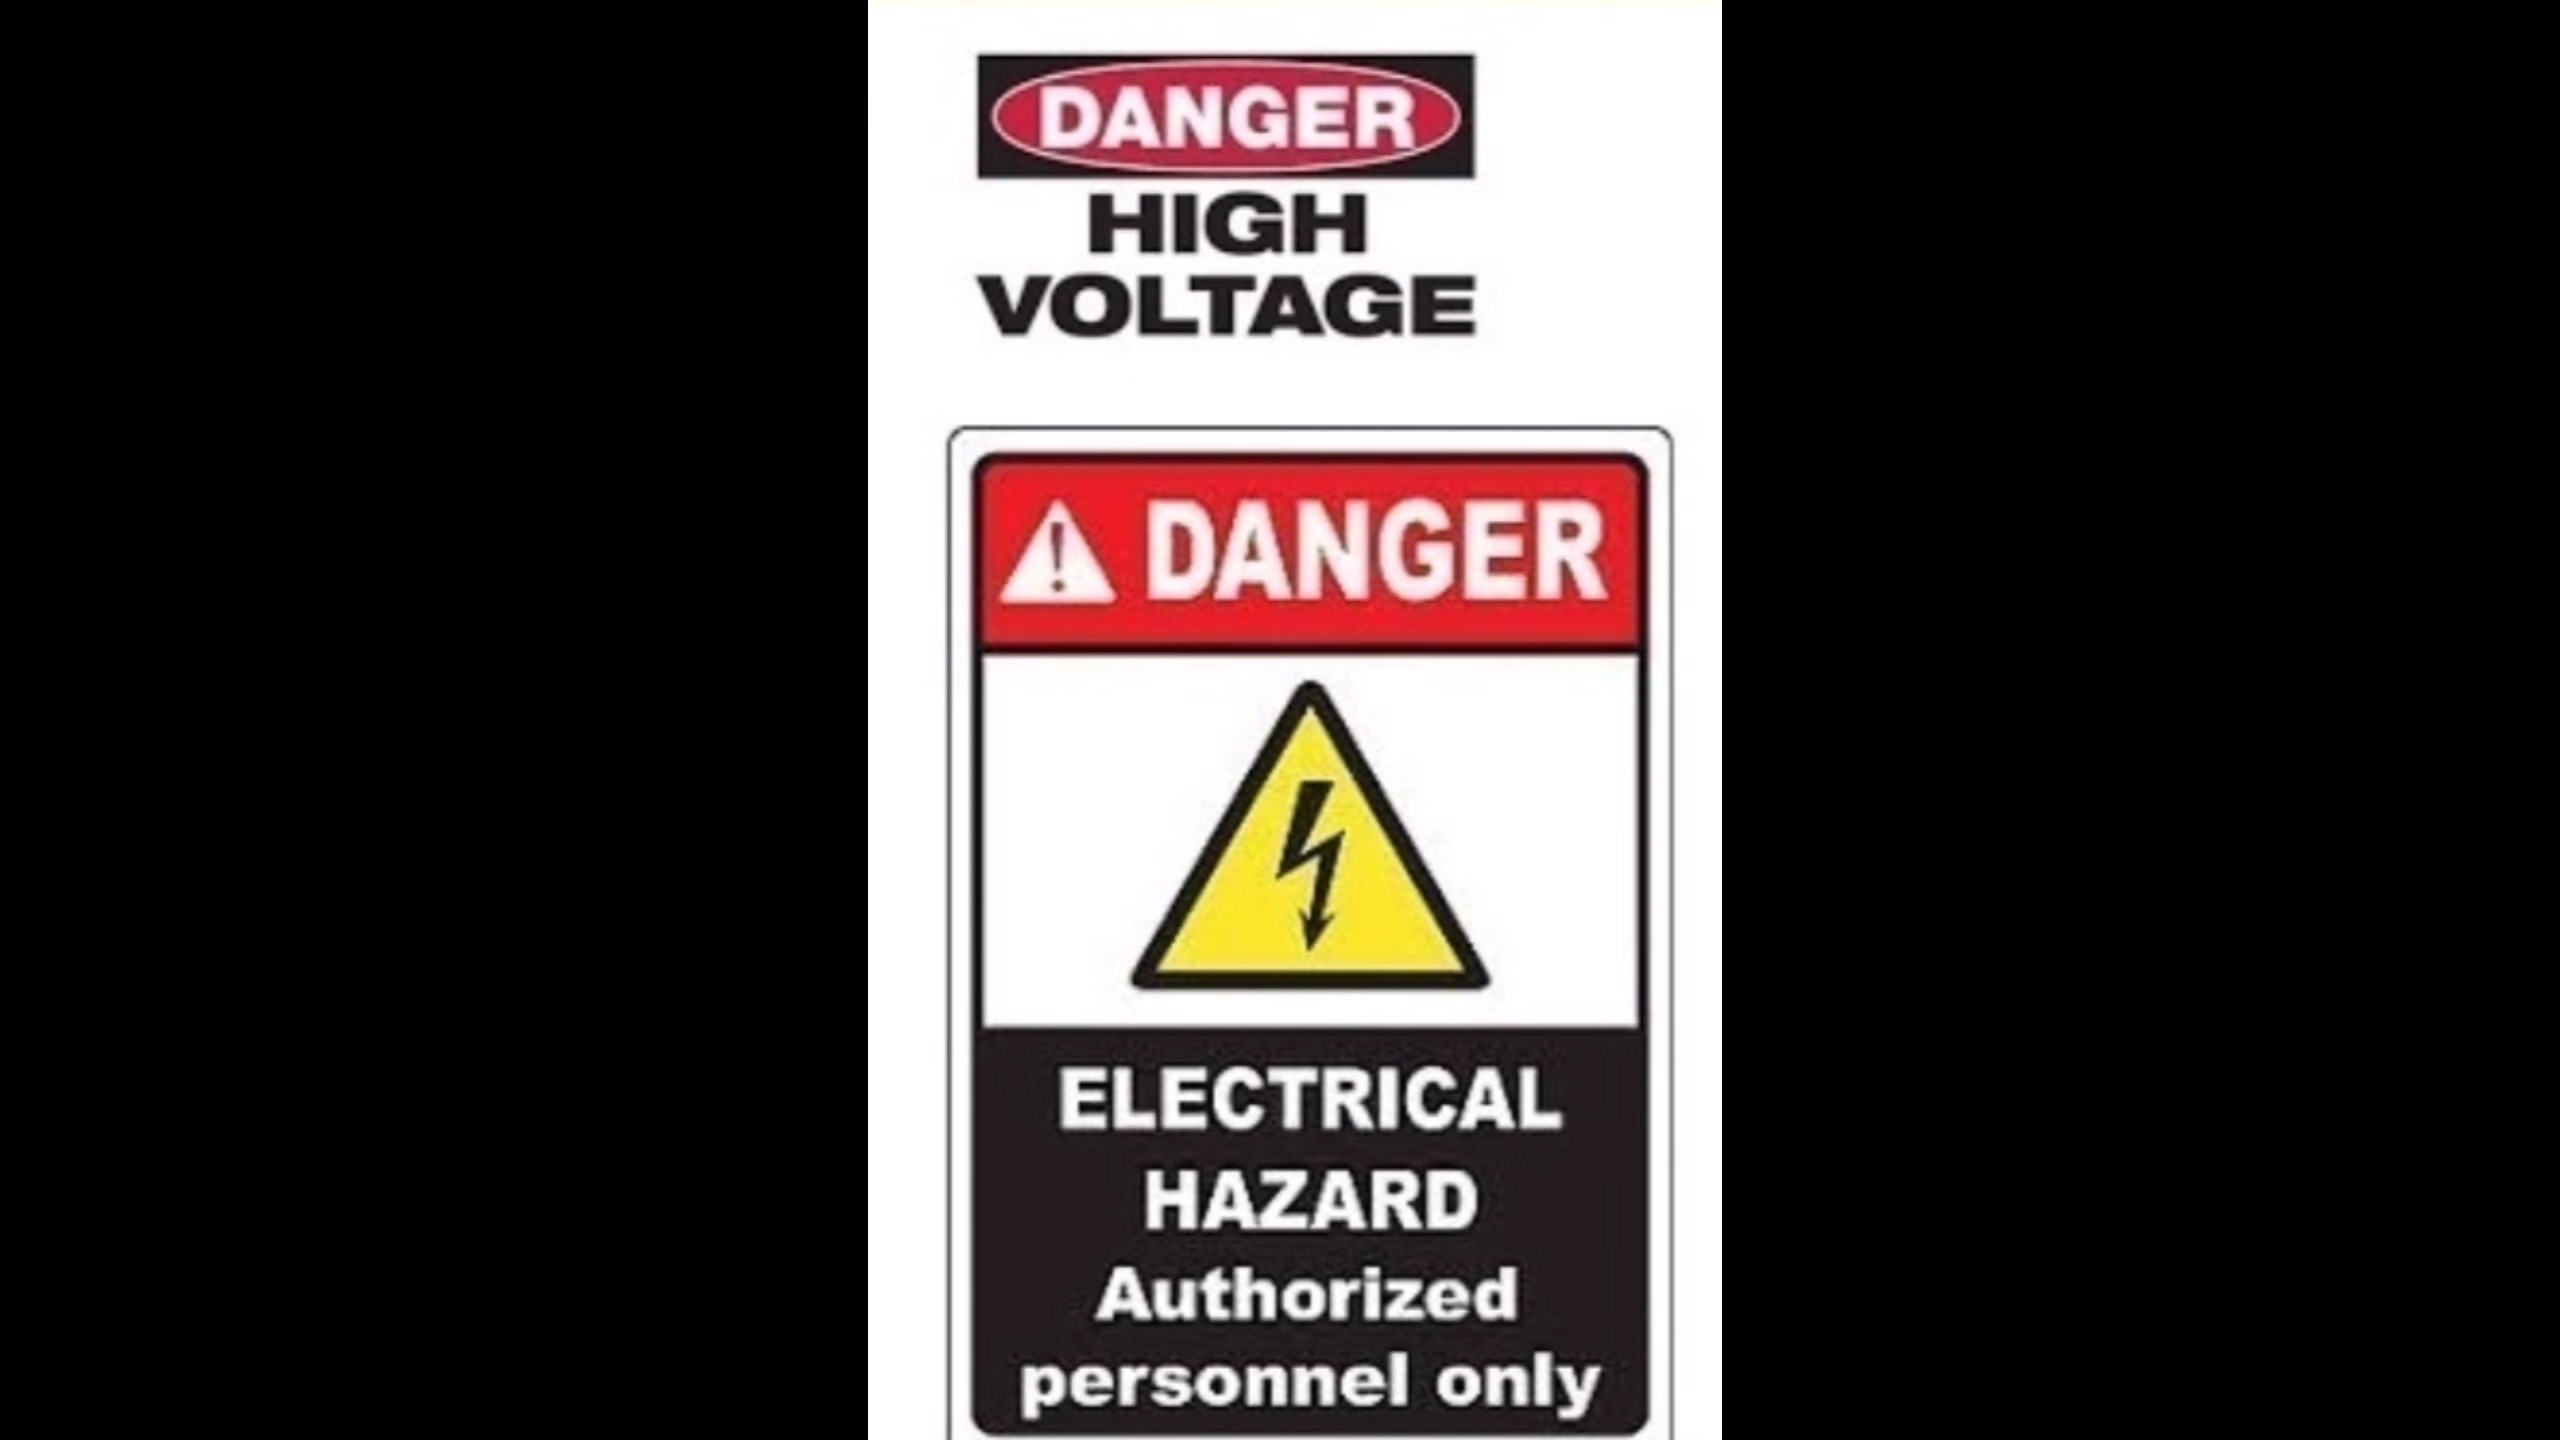 DANGER
HIGH
VOLTAGE
DANGER
ELECTRICAL
HAZARD
Authorized
personnel only